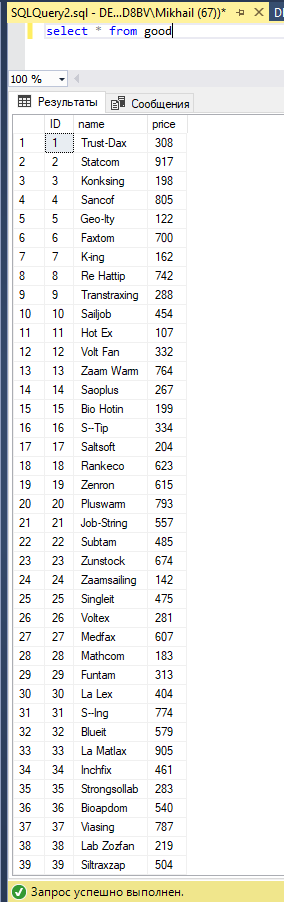 SQLQuery2.sql - DE...D8BV\Mikhail (67))* DE
select * from good
100 %
Результаты Сообщения
ID name price
1 1 Trust-Dax 308
2 2 Statcom 917
3 3 Konksing 198
4 4 Sancof 805
5 5 Geo-Ity 122
6 6 Faxtom 700
7 7 K-ing 162
8 8 Re Hattip 742
9 9 Transtraxing 288
10 10 Sailjob 454
11 11 Hot Ex 107
12 12 Volt Fan 332
13 13 Zaam Warm 764
14 14 Saoplus 267
15 15 Bio Hotin 199
16 16 S--Tip 334
17 17 Saltsoft 204
18 18 Rankeco 623
19 19 Zenron 615
20 20 Pluswarm 793
21 21 Job-String 557
22 22 Subtam 485
23 23 Zunstock 674
24 24 Zaamsailing 142
25 25 Singleit 475
26 26 Voltex 281
27 27 Medfax 607
28 28 Mathcom 183
29 29 Funtam 313
30 30 La Lex 404
31 31 S--Ing 774
32 32 Blueit 579
33 33 La Matlax 905
34 34 Inchfix 461
35 35 Strongsollab 283
36 36 Bioapdom 540
37 37 Viasing 787
38 38 Lab Zozfan 219
39 39 Siltraxzap 504
Запрос успешно выполнен.